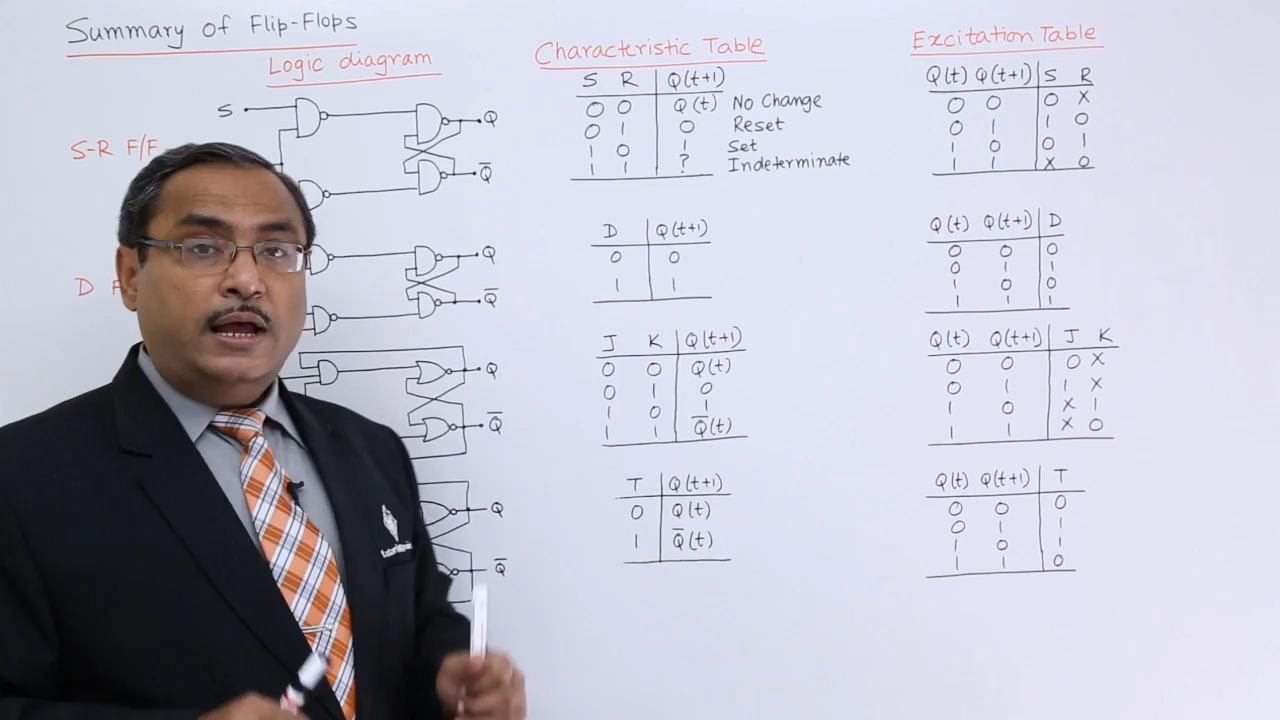 Summary of Flip-Flops
Logic diagram
Characteristic Table
Excitation Table
S-R F/F
S
Q
Q̅
S R Q(t+1)
0 0 Q(t) No Change
0 1 0 Reset
1 0 1 Set
1 1 ? Indeterminate
Q(t) Q(t+1) S R
0 0 0 X
0 1 1 0
1 0 0 1
1 1 X 0
D F
Q
Q̅
D Q(t+1)
0 0
1 1
Q(t) Q(t+1) D
0 0 0
0 1 1
1 0 0
1 1 1
Q
Q̅
J K Q(t+1)
0 0 Q(t)
0 1 0
1 0 1
1 1 Q̅(t)
Q(t) Q(t+1) J K
0 0 0 X
0 1 1 X
1 0 X 1
1 1 X 0
Q
Q̅
T Q(t+1)
0 Q(t)
1 Q̅(t)
Q(t) Q(t+1) T
0 0 0
0 1 1
1 0 1
1 1 0